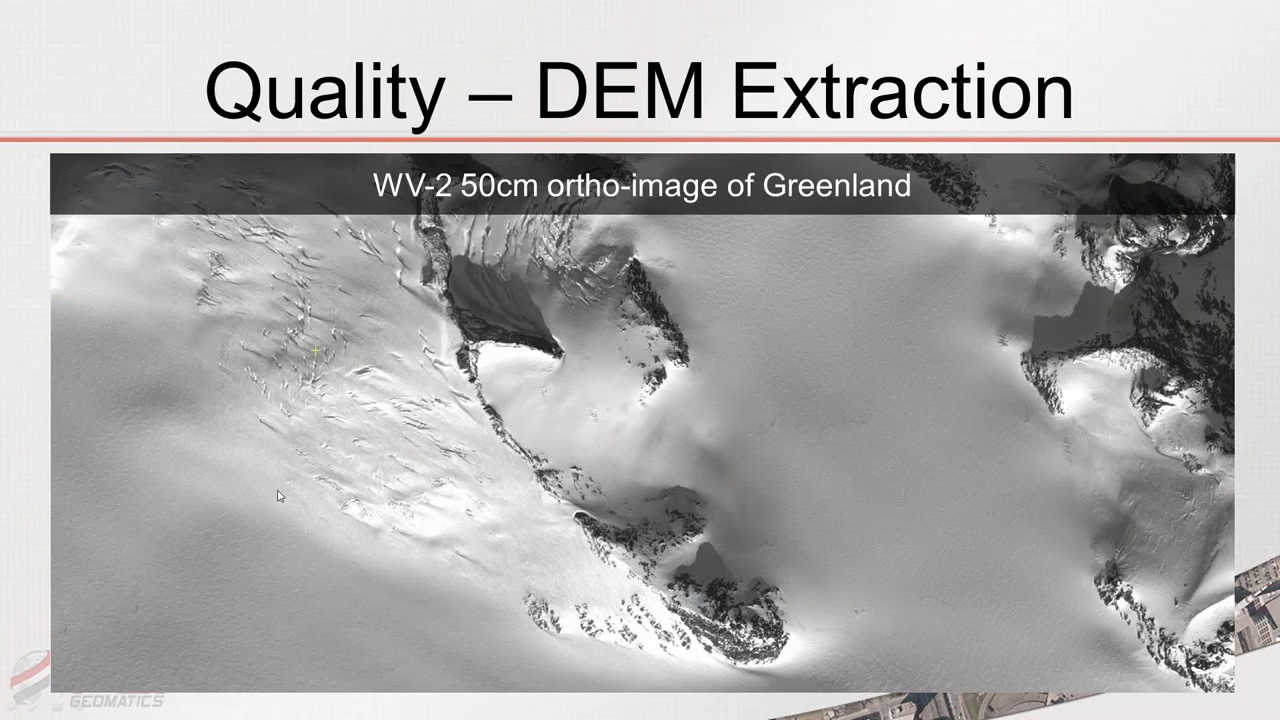 Quality – DEM Extraction
WV-2 50cm ortho-image of Greenland
GEOMATICS